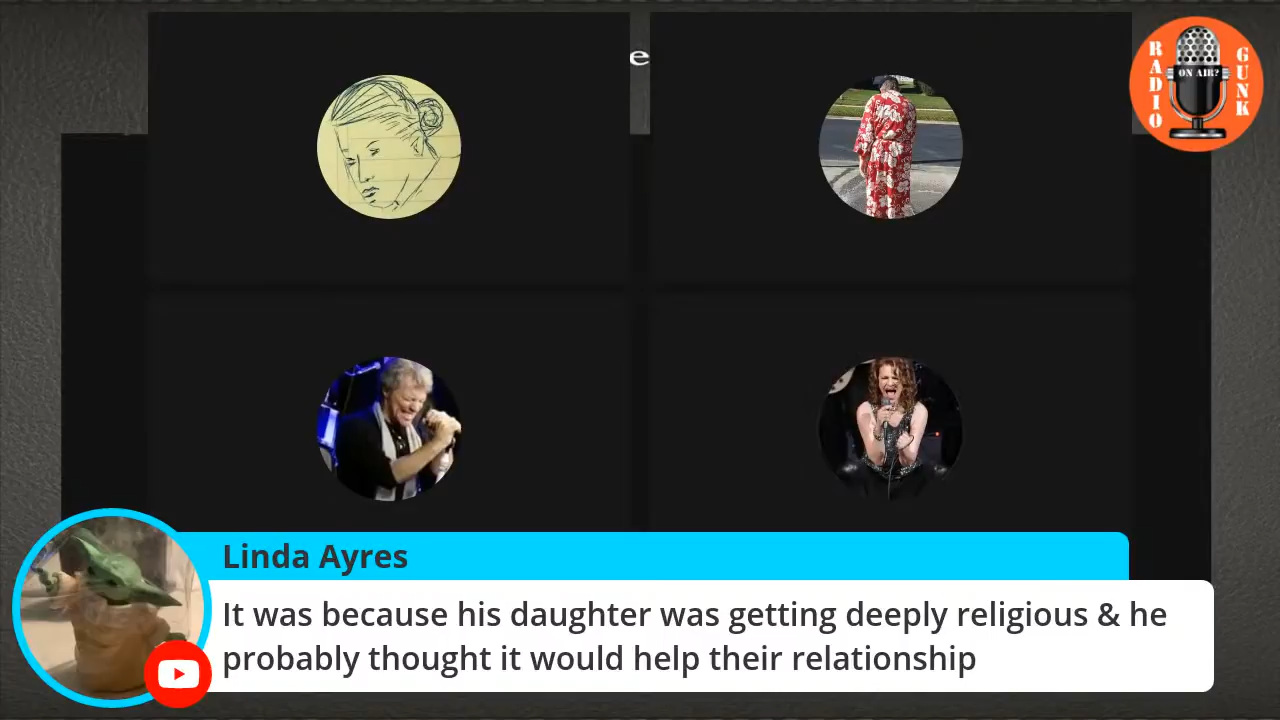 e
RADIO
GUNK
ON AIR?
Linda Ayres
It was because his daughter was getting deeply religious & he
probably thought it would help their relationship